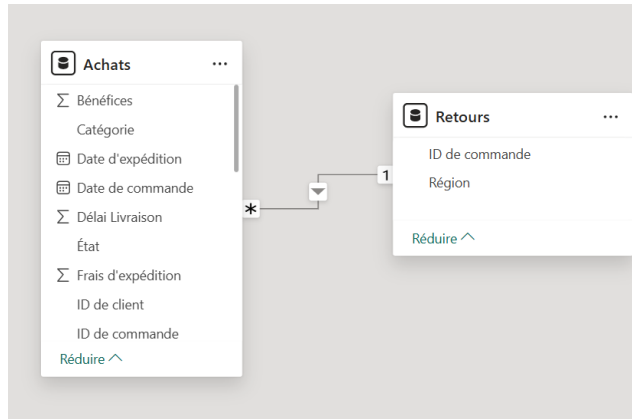 Achats
Bénéfices
Catégorie
Date d'expédition
Date de commande
Délai Livraison
État
Frais d'expédition
ID de client
ID de commande
Réduire
*
1
Retours
ID de commande
Région
Réduire